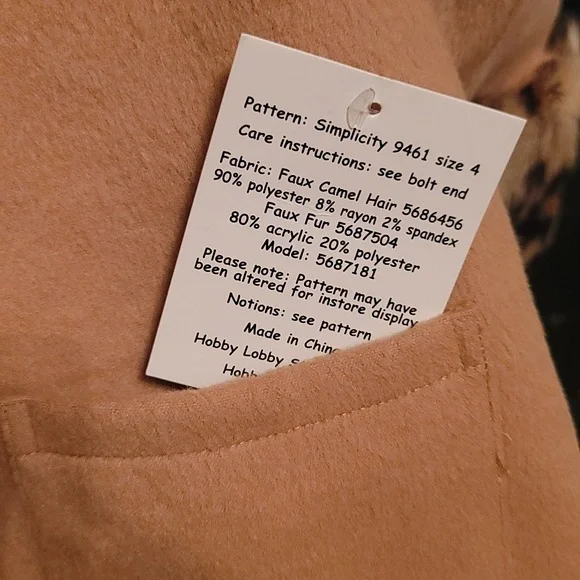 Pattern: Simplicity 9461 size 4
Care instructions: see bolt end
Fabric: Faux Camel Hair 5686456
90% polyester 8% rayon 2% spandex
Faux Fur 5687504
80% acrylic 20% polyester
Model: 5687181
Please note: Pattern may have
been altered for instore display
Notions: see pattern
Made in
Hobby Lobby